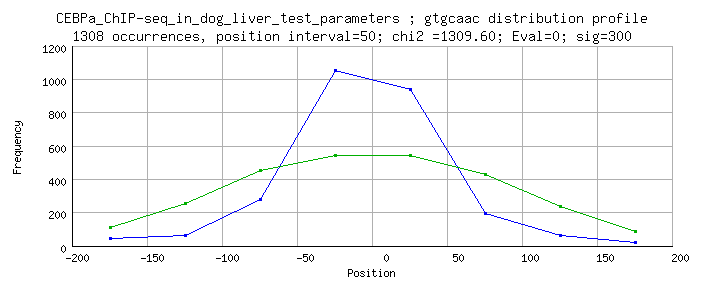 CEBPa_ChIP-seq_in_dog_liver_test_parameters ; gtgcaac distribution profile
1308 occurrences, position interval=50; chi2 =1309.60; Eval=0; sig=300
1200
1000
800
600
400
200
0
Frequency
-200 -150 -100 -50 0 50 100 150 200
Position